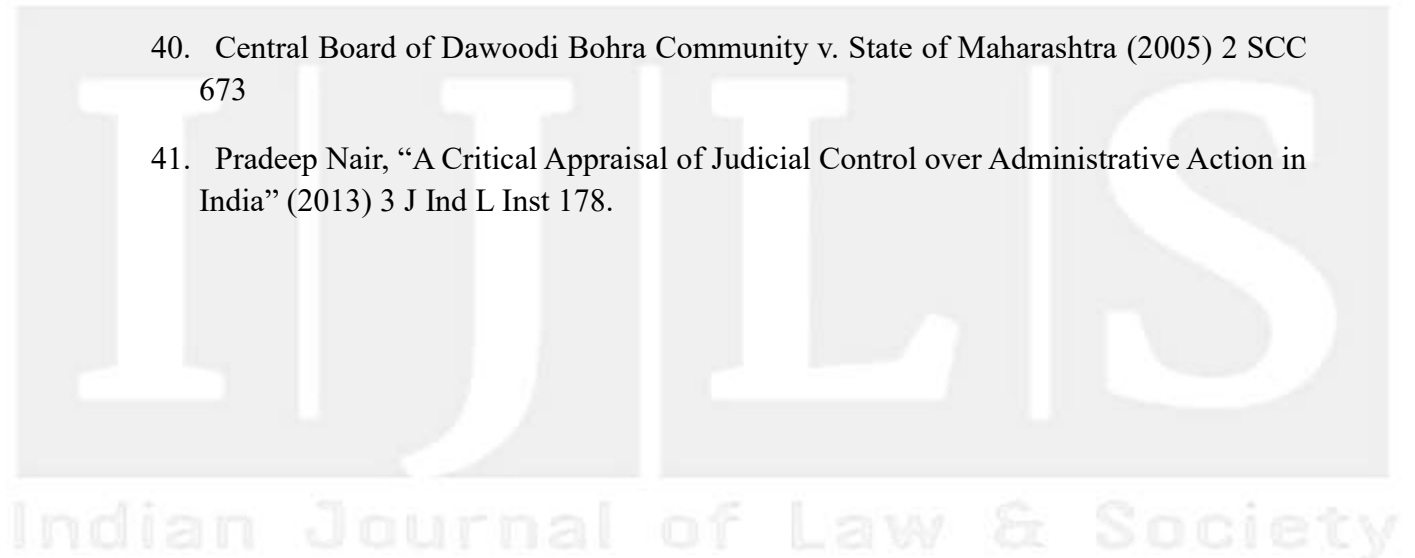 40. Central Board of Dawoodi Bohra Community v. State of Maharashtra (2005) 2 SCC
673
41. Pradeep Nair, “A Critical Appraisal of Judicial Control over Administrative Action in
India” (2013) 3 J Ind L Inst 178.
IJLS
Indian Journal of Law & Society